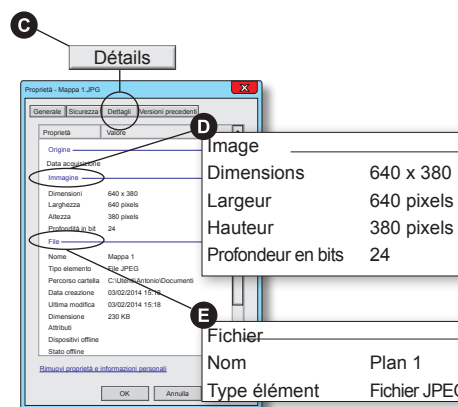 C
Détails
Proprietà - Mappa 1.JPG
X
Generale Sicurezza Dettagli Versioni precedenti
Proprietà Valore
Origine
Data acquisizione
Immagine
Dimensioni 640 x 380
Larghezza 640 pixels
Altezza 380 pixels
Profondità in bit 24
File
Nome Mappa 1
Tipo elemento File JPEG
Percorso cartella C:\Utenti\Antonio\Documenti
Data creazione 03/02/2014 15:18
Ultima modifica 03/02/2014 15:18
Dimensione 230 KB
Attributi
Dispositivi offline
Stato offline
Rimuovi proprietà e informazioni personali
OK Annulla
D
Image
Dimensions 640 x 380
Largeur 640 pixels
Hauteur 380 pixels
Profondeur en bits 24
E
Fichier
Nom Plan 1
Type élément Fichier JPEG